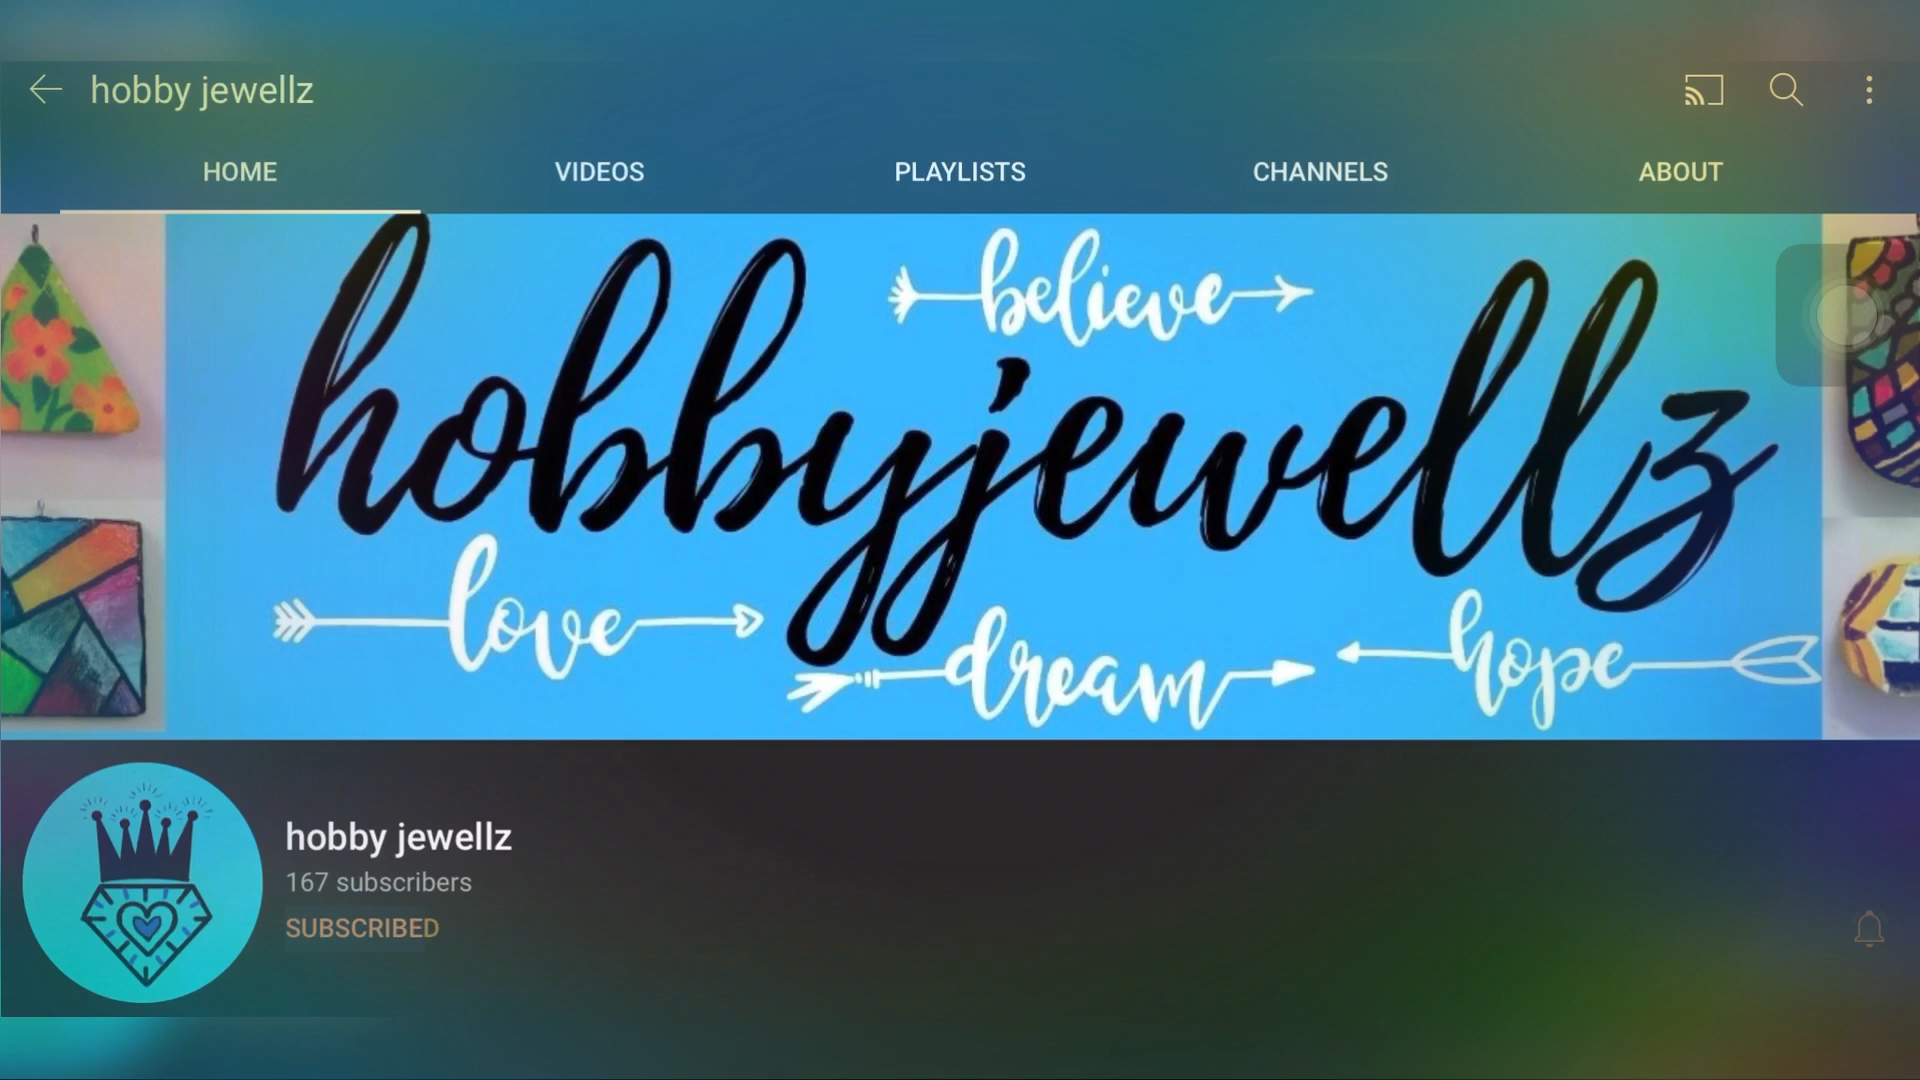 hobby jewellz
HOME VIDEOS PLAYLISTS CHANNELS ABOUT
believe
hobbyjewellz
love
dream
hope
hobby jewellz
167 subscribers
SUBSCRIBED